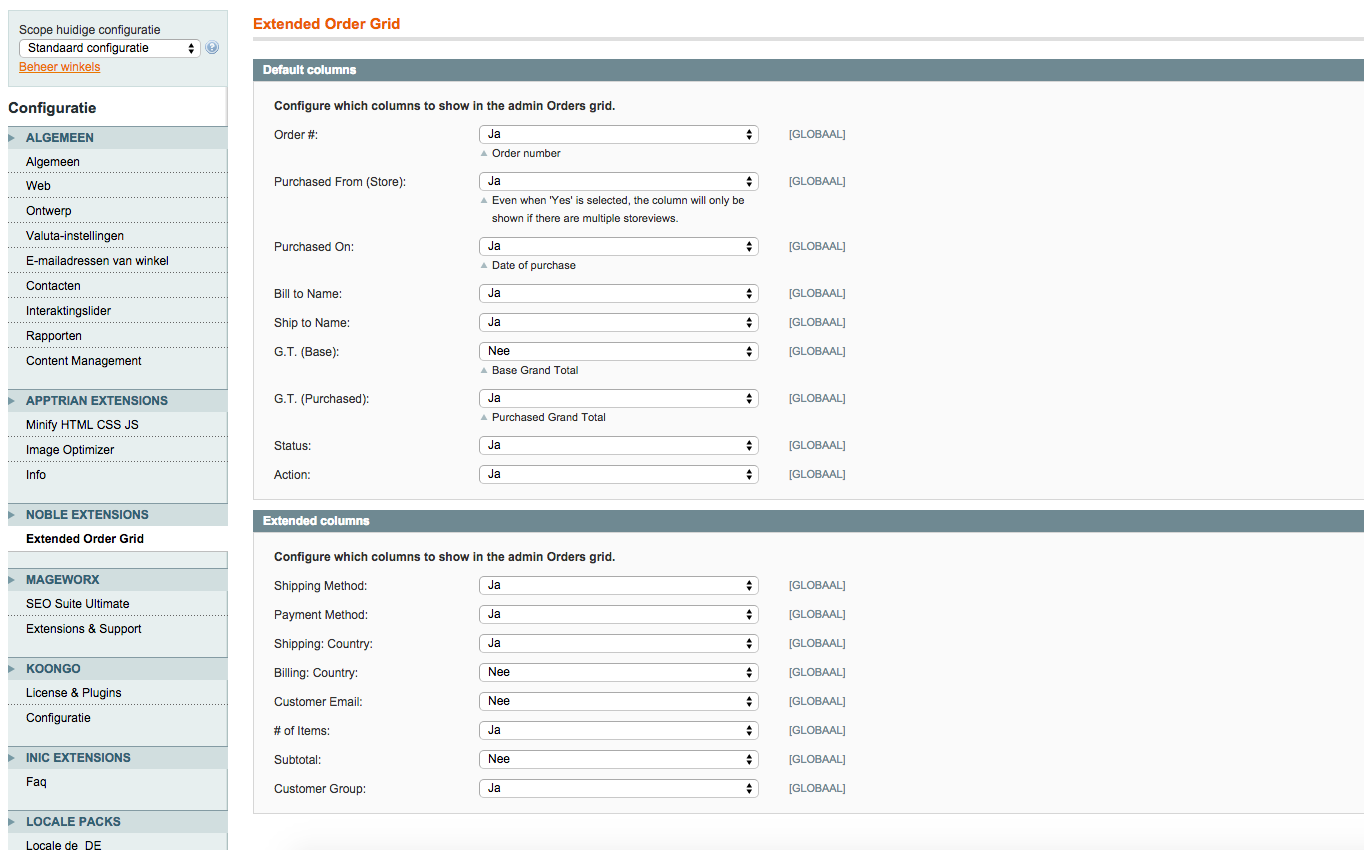 Scope huidige configuratie
Standaard configuratie
Beheer winkels
Configuratie
ALGEMEEN
Algemeen
Web
Ontwerp
Valuta-instellingen
E-mailadressen van winkel
Contacten
Interaktingslider
Rapporten
Content Management
APPTRIAN EXTENSIONS
Minify HTML CSS JS
Image Optimizer
Info
NOBLE EXTENSIONS
Extended Order Grid
MAGEWORX
SEO Suite Ultimate
Extensions & Support
KOONGO
License & Plugins
Configuratie
INIC EXTENSIONS
Faq
LOCALE PACKS
Locale de_DE
Extended Order Grid
Default columns
Configure which columns to show in the admin Orders grid.
Order #: Ja [GLOBAAL]
Order number
Purchased From (Store): Ja [GLOBAAL]
Even when 'Yes' is selected, the column will only be
shown if there are multiple storeviews.
Purchased On: Ja [GLOBAAL]
Date of purchase
Bill to Name: Ja [GLOBAAL]
Ship to Name: Ja [GLOBAAL]
G.T. (Base): Nee [GLOBAAL]
Base Grand Total
G.T. (Purchased): Ja [GLOBAAL]
Purchased Grand Total
Status: Ja [GLOBAAL]
Action: Ja [GLOBAAL]
Extended columns
Configure which columns to show in the admin Orders grid.
Shipping Method: Ja [GLOBAAL]
Payment Method: Ja [GLOBAAL]
Shipping: Country: Ja [GLOBAAL]
Billing: Country: Nee [GLOBAAL]
Customer Email: Nee [GLOBAAL]
# of Items: Ja [GLOBAAL]
Subtotal: Nee [GLOBAAL]
Customer Group: Ja [GLOBAAL]